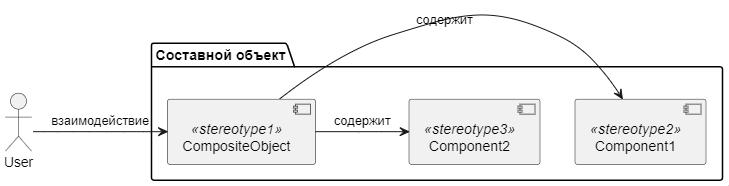 содержит
Составной объект
взаимодействие
содержит
«stereotype1»
CompositeObject
«stereotype3»
Component2
«stereotype2»
Component1
User